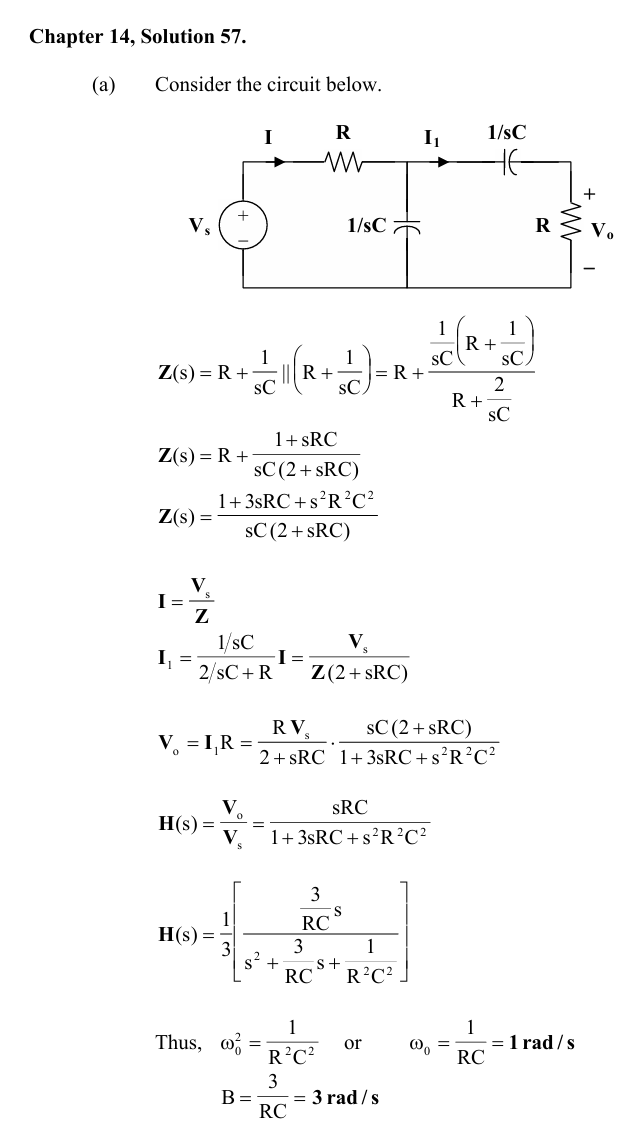 Chapter 14, Solution 57.
(a) Consider the circuit below.
I R I₁ 1/sC
+
V_s + − 1/sC R V_o
−
Z(s) = R + 1/sC || (R + 1/sC) = R + (1/sC (R + 1/sC))/(R + 2/sC)
Z(s) = R + (1 + sRC)/(sC(2 + sRC))
Z(s) = (1 + 3sRC + s²R²C²)/(sC(2 + sRC))
I = V_s/Z
I₁ = (1/sC)/(2/sC + R) I = V_s/(Z(2 + sRC))
V_o = I₁R = (R V_s)/(2 + sRC) · (sC(2 + sRC))/(1 + 3sRC + s²R²C²)
H(s) = V_o/V_s = sRC/(1 + 3sRC + s²R²C²)
H(s) = 1/3 [ (3/RC s)/(s² + 3/RC s + 1/R²C²) ]
Thus, ω₀² = 1/R²C² or ω₀ = 1/RC = 1 rad/s
B = 3/RC = 3 rad/s